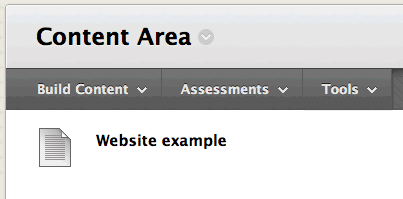 Content Area
Build Content Assessments Tools
Website example